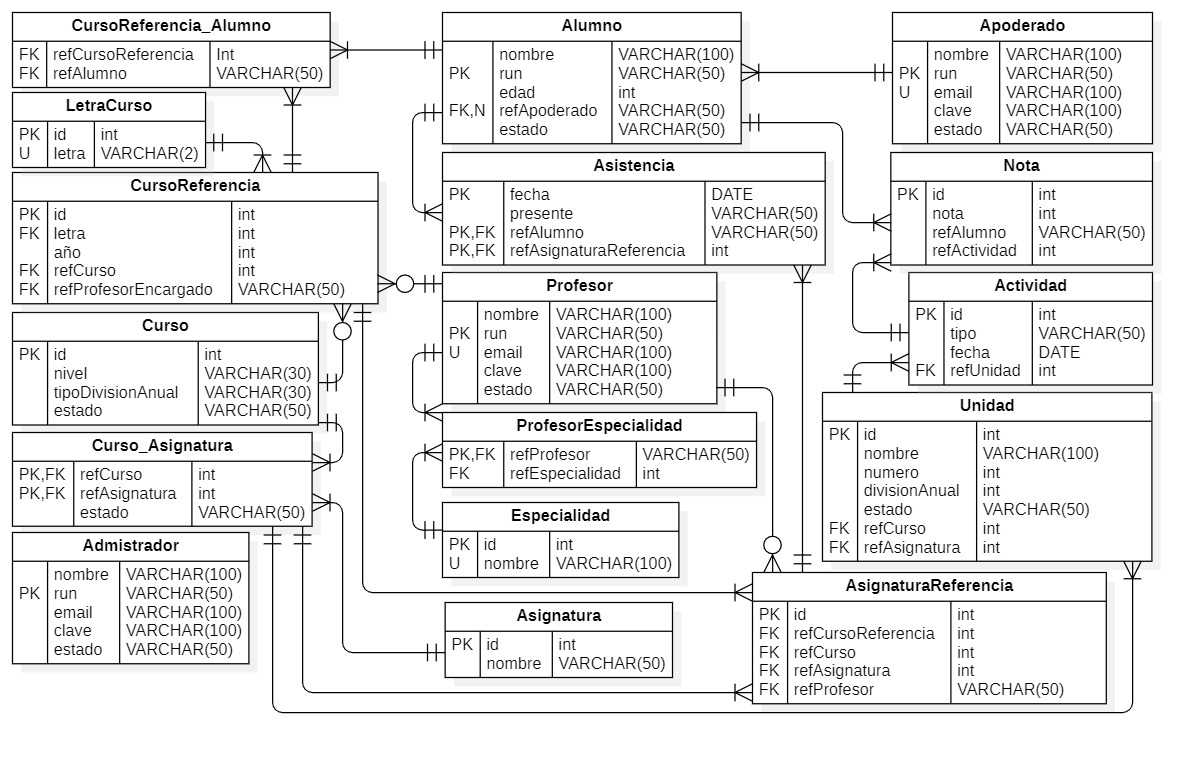 CursoReferencia_Alumno
FK refCursoReferencia Int
FK refAlumno VARCHAR(50)
Alumno
nombre VARCHAR(100)
PK run VARCHAR(50)
edad int
FK,N refApoderado VARCHAR(50)
estado VARCHAR(50)
Apoderado
nombre VARCHAR(100)
PK run VARCHAR(50)
U email VARCHAR(100)
clave VARCHAR(100)
estado VARCHAR(50)
LetraCurso
PK id int
U letra VARCHAR(2)
CursoReferencia
PK id int
FK letra int
año int
FK refCurso int
FK refProfesorEncargado VARCHAR(50)
Asistencia
PK fecha DATE
presente VARCHAR(50)
PK,FK refAlumno VARCHAR(50)
PK,FK refAsignaturaReferencia int
Nota
PK id int
nota int
refAlumno VARCHAR(50)
refActividad int
Profesor
nombre VARCHAR(100)
PK run VARCHAR(50)
U email VARCHAR(100)
clave VARCHAR(100)
estado VARCHAR(50)
Actividad
PK id int
tipo VARCHAR(50)
fecha DATE
FK refUnidad int
Curso
PK id int
nivel VARCHAR(30)
tipoDivisionAnual VARCHAR(30)
estado VARCHAR(50)
ProfesorEspecialidad
PK,FK refProfesor VARCHAR(50)
FK refEspecialidad int
Unidad
PK id int
nombre VARCHAR(100)
numero int
divisionAnual int
estado VARCHAR(50)
FK refCurso int
FK refAsignatura int
Curso_Asignatura
PK,FK refCurso int
PK,FK refAsignatura int
estado VARCHAR(50)
Especialidad
PK id int
U nombre VARCHAR(100)
Admistrador
nombre VARCHAR(100)
PK run VARCHAR(50)
email VARCHAR(100)
clave VARCHAR(100)
estado VARCHAR(50)
Asignatura
PK id int
nombre VARCHAR(50)
AsignaturaReferencia
PK id int
FK refCursoReferencia int
FK refCurso int
FK refAsignatura int
FK refProfesor VARCHAR(50)